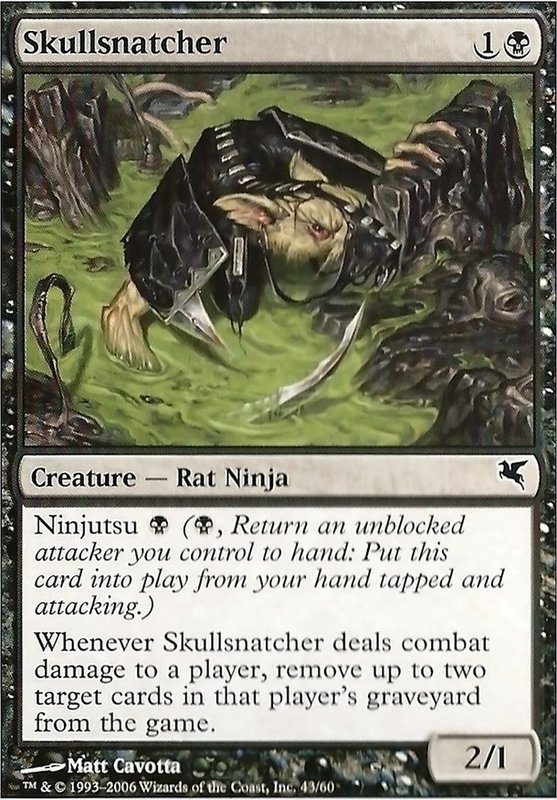 Skullsnatcher 1
Creature — Rat Ninja
Ninjutsu (, Return an unblocked
attacker you control to hand: Put this
card into play from your hand tapped and
attacking.)
Whenever Skullsnatcher deals combat
damage to a player, remove up to two
target cards in that player's graveyard
from the game.
2/1
Matt Cavotta
™ & © 1993–2006 Wizards of the Coast, Inc. 43/60